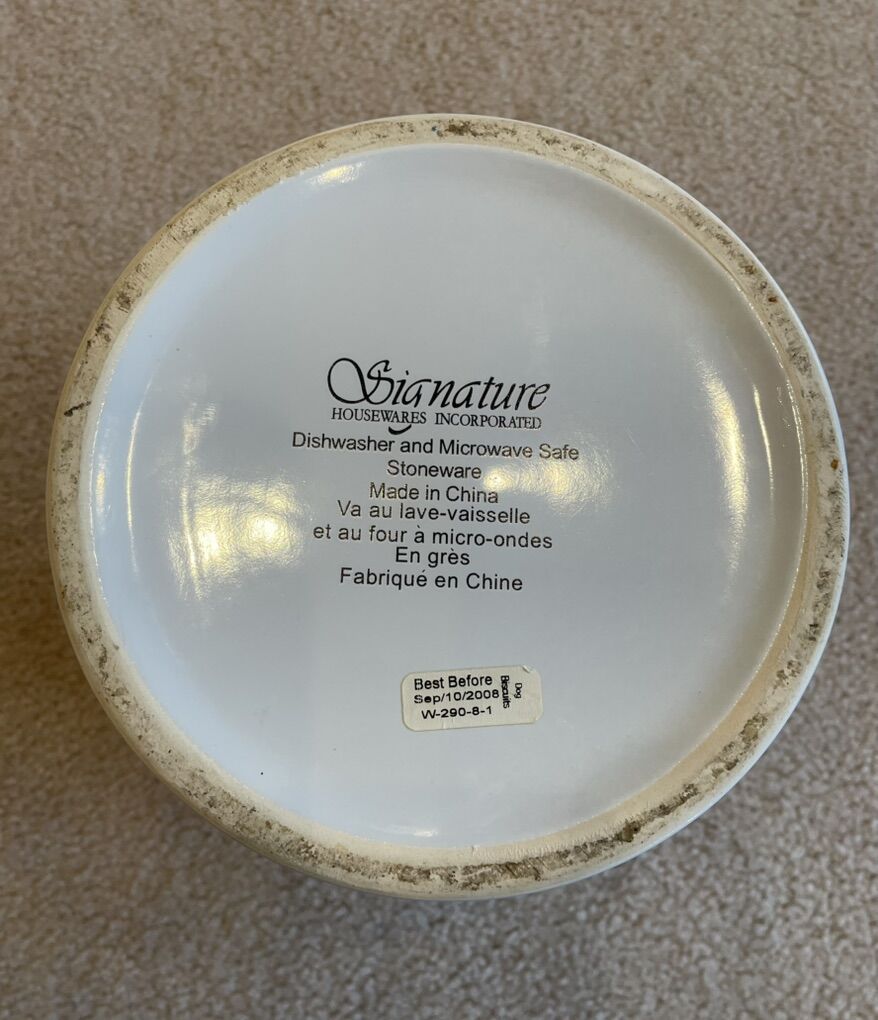 Signature
HOUSEWARES INCORPORATED
Dishwasher and Microwave Safe
Stoneware
Made in China
Va au lave-vaisselle
et au four à micro-ondes
En grès
Fabriqué en Chine
Best Before
Sep/10/2008
W-290-8-1
Dog
Biscuits